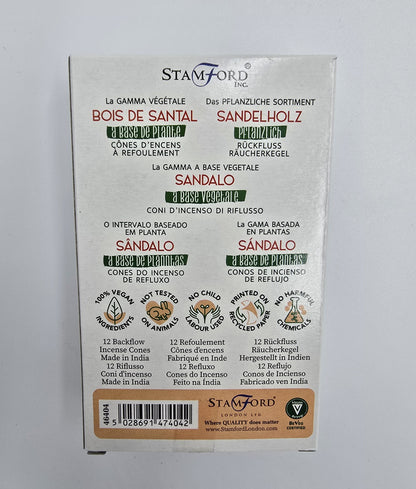 STAMFORD®
INC.
La GAMMA VÉGÉTALE
BOIS DE SANTAL
à BaSE DE PLaNTE
CÔNES D'ENCENS
À REFOULEMENT
Das PFLANZLICHE SORTIMENT
SANDELHOLZ
PFLaNZLICH
RÜCKFLUSS
RÄUCHERKEGEL
La GAMMA A BASE VEGETALE
SANDALO
a BaSE VEGETaLE
CONI D'INCENSO DI RIFLUSSO
O INTERVALO BASEADO
EM PLANTA
SÂNDALO
a BaSE DE PLaNTaS
CONES DO INCENSO
DE REFLUXO
La GAMA BASADA
EN PLANTAS
SÁNDALO
a BaSE DE PLaNTaS
CONOS DE INCIENSO
DE REFLUJO
100% VEGAN
INGREDIENTS
NOT TESTED
ON ANIMALS
NO CHILD
LABOUR USED
PRINTED ON
RECYCLED PAPER
NO HARMFUL
CHEMICALS
12 Backflow
Incense Cones
Made in India
12 Riflusso
Coni d'incenso
Made in India
12 Refoulement
Cônes d'encens
Fabriqué en Inde
12 Refluxo
Cones do Incenso
Feito na Índia
12 Rückfluss
Räucherkegel
Hergestellt in Indien
12 Reflujo
Conos de Incienso
Fabricado ven India
46404
5 028691 474042
STAMFORD
LONDON LTD.
Where QUALITY does matter
www.StamfordLondon.com
BeVeg
CERTIFIED